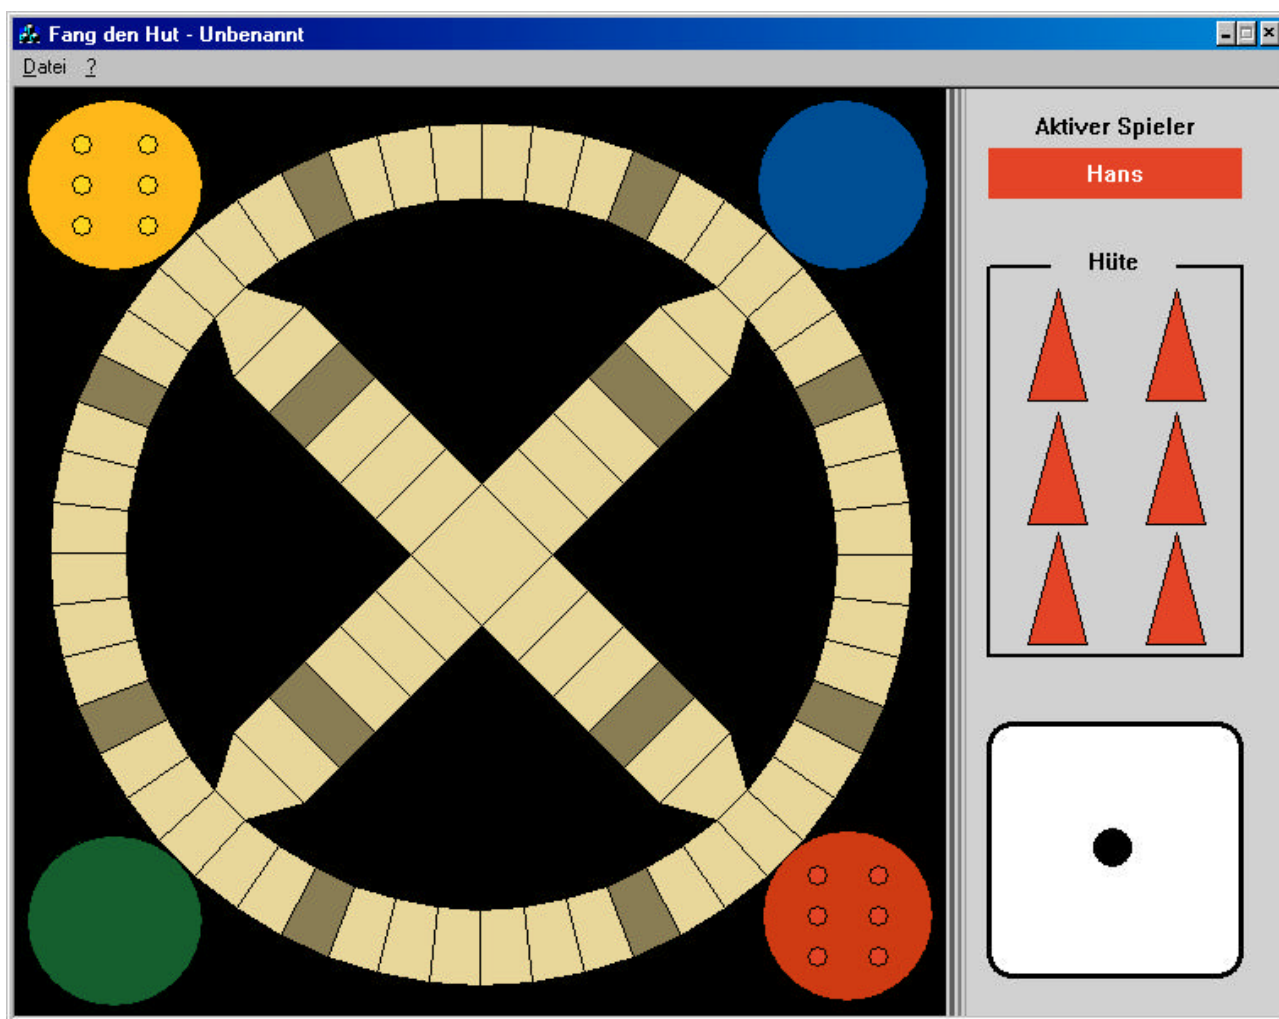 Fang den Hut - Unbenannt
Datei ?
Aktiver Spieler
Hans
Hüte